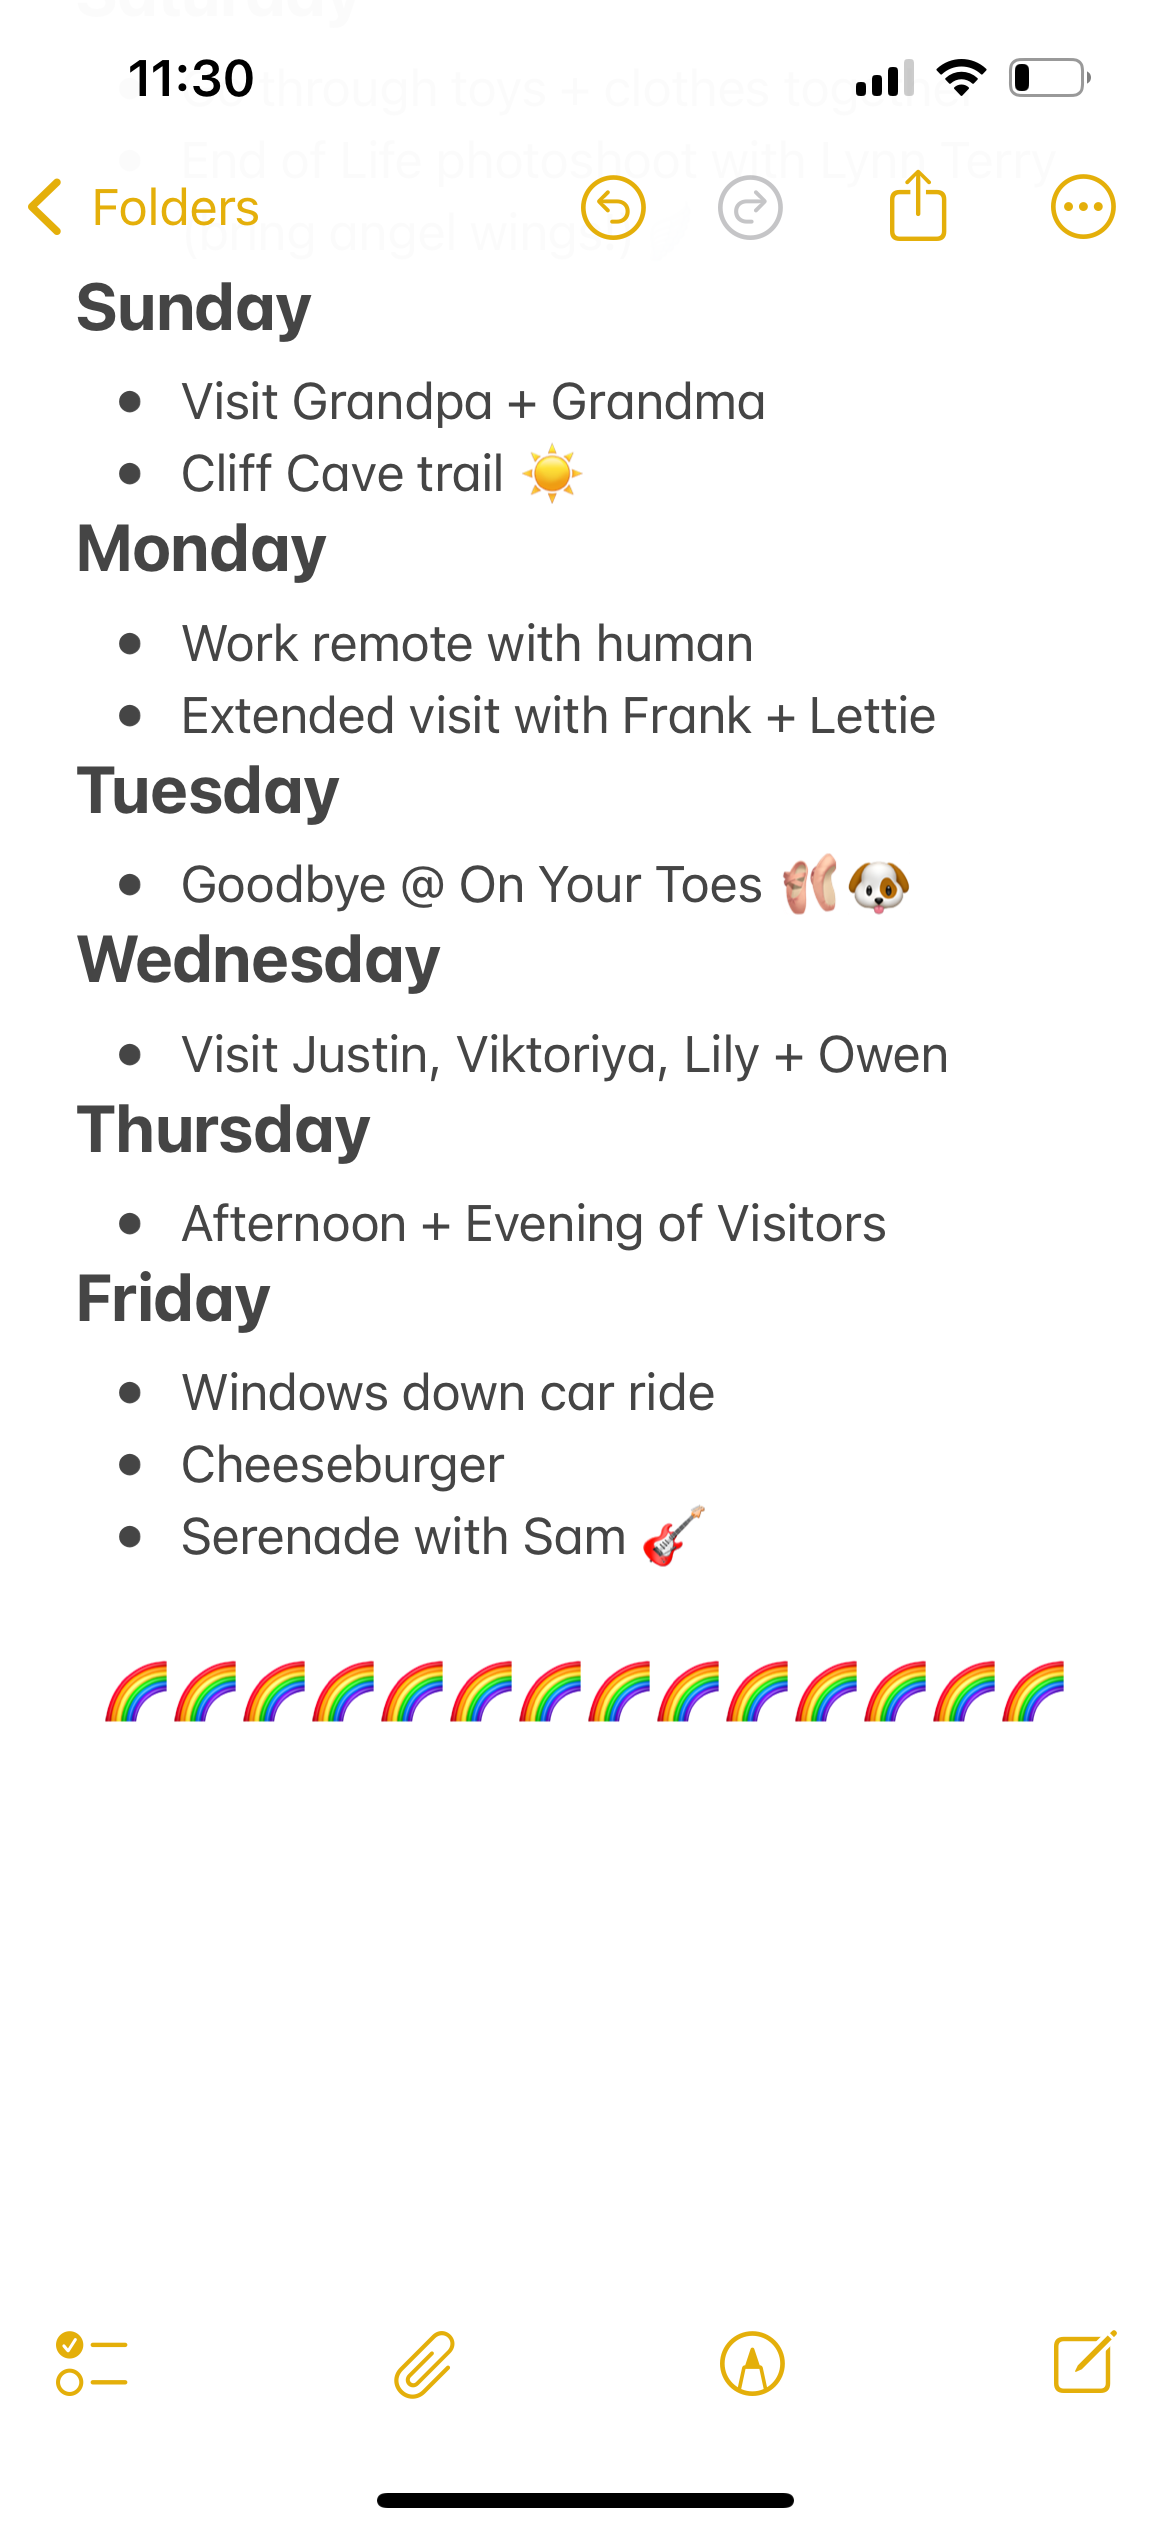 Saturday
11:30
Go through toys + clothes together
End of Life photoshoot with Lynn Terry
Folders
(bring angel wings!)
Sunday
• Visit Grandpa + Grandma
• Cliff Cave trail ☀️
Monday
• Work remote with human
• Extended visit with Frank + Lettie
Tuesday
• Goodbye @ On Your Toes 🩰🐶
Wednesday
• Visit Justin, Viktoriya, Lily + Owen
Thursday
• Afternoon + Evening of Visitors
Friday
• Windows down car ride
• Cheeseburger
• Serenade with Sam 🎸
🌈🌈🌈🌈🌈🌈🌈🌈🌈🌈🌈🌈🌈🌈